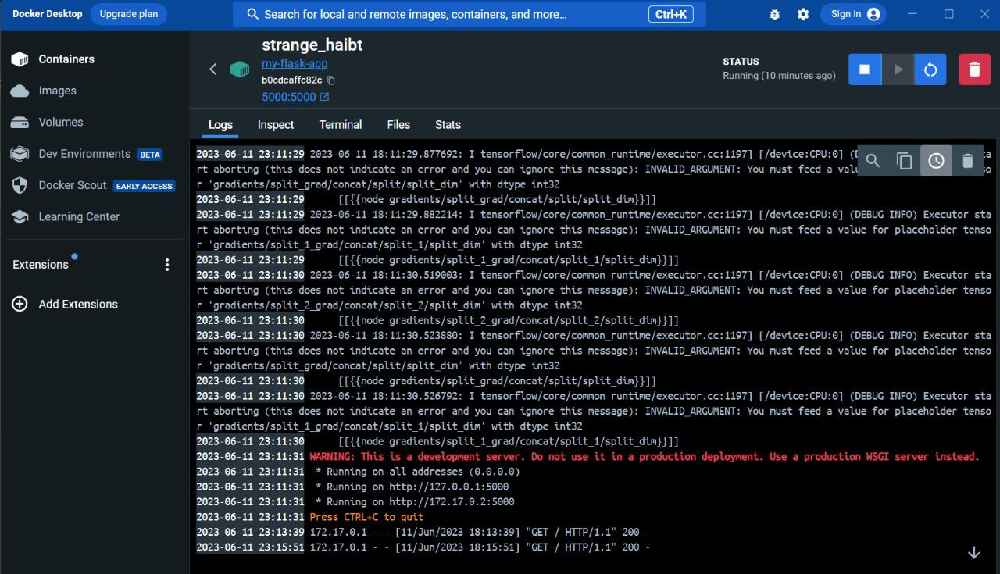 Docker Desktop Upgrade plan Search for local and remote images, containers, and more... Ctrl+K Sign in
Containers
Images
Volumes
Dev Environments BETA
Docker Scout EARLY ACCESS
Learning Center
Extensions
Add Extensions
strange_haibt
my-flask-app
b0cdcaffc82c
5000:5000
STATUS
Running (10 minutes ago)
Logs Inspect Terminal Files Stats
2023-06-11 23:11:29 2023-06-11 18:11:29.877692: I tensorflow/core/common_runtime/executor.cc:1197] [/device:CPU:0] (
rt aborting (this does not indicate an error and you can ignore this message): INVALID_ARGUMENT: You must feed a valu
r 'gradients/split_grad/concat/split/split_dim' with dtype int32
2023-06-11 23:11:29 [[{{node gradients/split_grad/concat/split/split_dim}}]]
2023-06-11 23:11:29 2023-06-11 18:11:29.882214: I tensorflow/core/common_runtime/executor.cc:1197] [/device:CPU:0] (DEBUG INFO) Executor sta
rt aborting (this does not indicate an error and you can ignore this message): INVALID_ARGUMENT: You must feed a value for placeholder tenso
r 'gradients/split_1_grad/concat/split_1/split_dim' with dtype int32
2023-06-11 23:11:29 [[{{node gradients/split_1_grad/concat/split_1/split_dim}}]]
2023-06-11 23:11:30 2023-06-11 18:11:30.519003: I tensorflow/core/common_runtime/executor.cc:1197] [/device:CPU:0] (DEBUG INFO) Executor sta
rt aborting (this does not indicate an error and you can ignore this message): INVALID_ARGUMENT: You must feed a value for placeholder tenso
r 'gradients/split_2_grad/concat/split_2/split_dim' with dtype int32
2023-06-11 23:11:30 [[{{node gradients/split_2_grad/concat/split_2/split_dim}}]]
2023-06-11 23:11:30 2023-06-11 18:11:30.523880: I tensorflow/core/common_runtime/executor.cc:1197] [/device:CPU:0] (DEBUG INFO) Executor sta
rt aborting (this does not indicate an error and you can ignore this message): INVALID_ARGUMENT: You must feed a value for placeholder tenso
r 'gradients/split_grad/concat/split/split_dim' with dtype int32
2023-06-11 23:11:30 [[{{node gradients/split_grad/concat/split/split_dim}}]]
2023-06-11 23:11:30 2023-06-11 18:11:30.526792: I tensorflow/core/common_runtime/executor.cc:1197] [/device:CPU:0] (DEBUG INFO) Executor sta
rt aborting (this does not indicate an error and you can ignore this message): INVALID_ARGUMENT: You must feed a value for placeholder tenso
r 'gradients/split_1_grad/concat/split_1/split_dim' with dtype int32
2023-06-11 23:11:30 [[{{node gradients/split_1_grad/concat/split_1/split_dim}}]]
2023-06-11 23:11:31 WARNING: This is a development server. Do not use it in a production deployment. Use a production WSGI server instead.
2023-06-11 23:11:31 * Running on all addresses (0.0.0.0)
2023-06-11 23:11:31 * Running on http://127.0.0.1:5000
2023-06-11 23:11:31 * Running on http://172.17.0.2:5000
2023-06-11 23:11:31 Press CTRL+C to quit
2023-06-11 23:13:39 172.17.0.1 - - [11/Jun/2023 18:13:39] "GET / HTTP/1.1" 200 -
2023-06-11 23:15:51 172.17.0.1 - - [11/Jun/2023 18:15:51] "GET / HTTP/1.1" 200 -